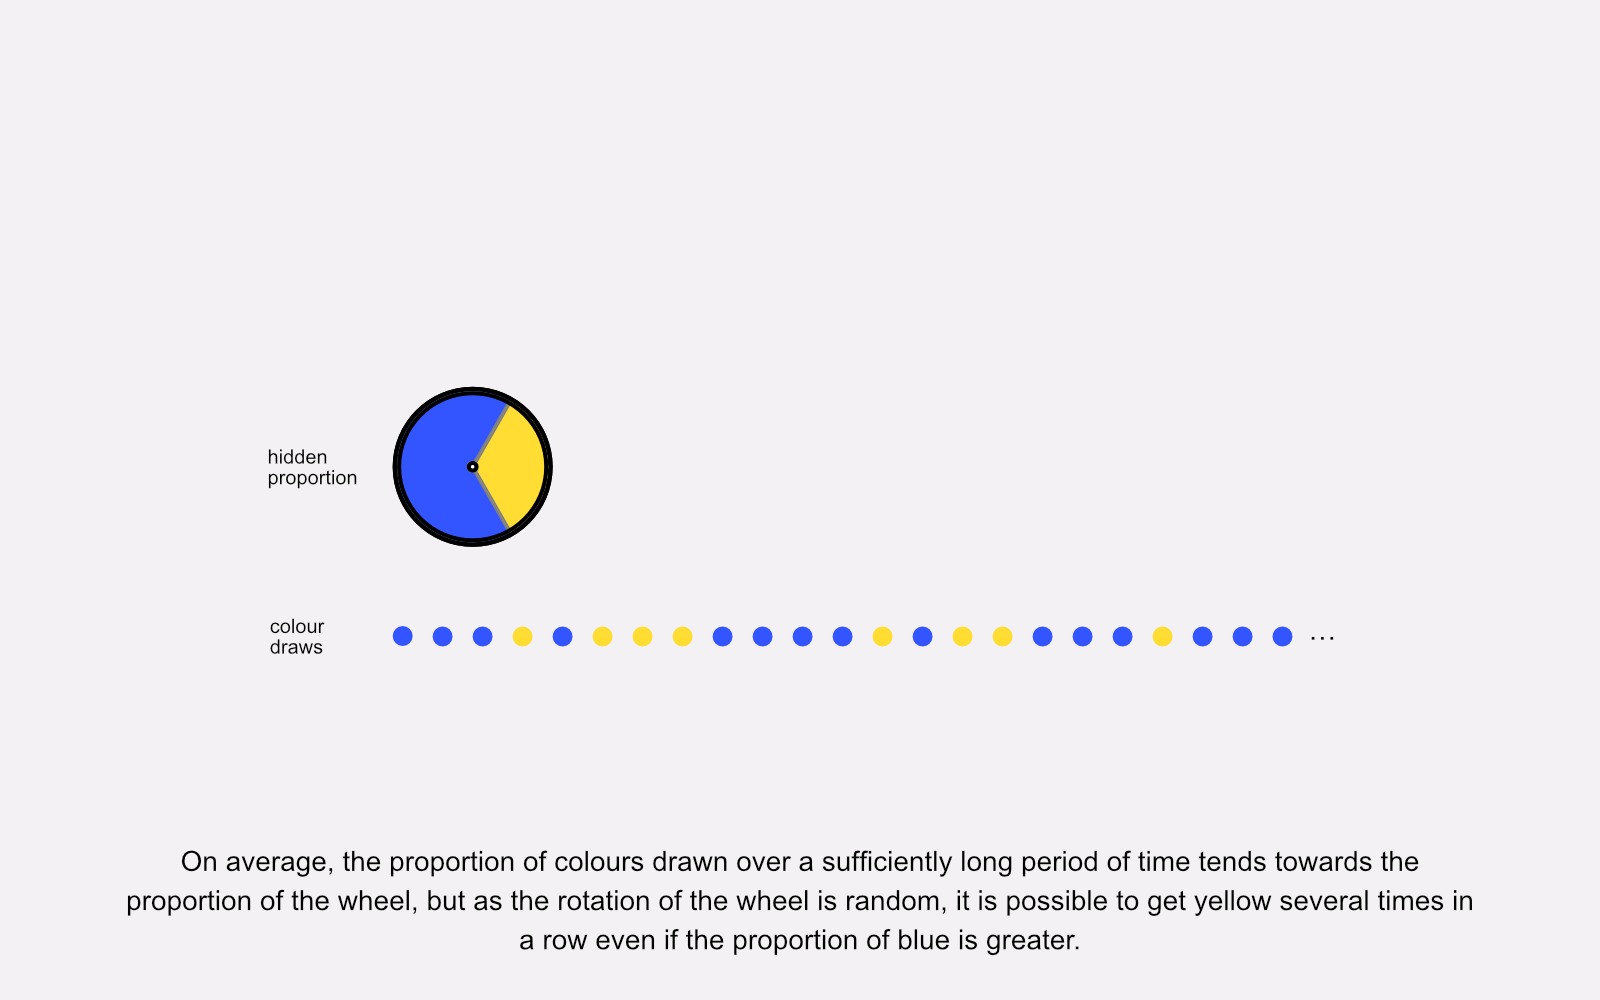 hidden
proportion
colour
draws
...
On average, the proportion of colours drawn over a sufficiently long period of time tends towards the
proportion of the wheel, but as the rotation of the wheel is random, it is possible to get yellow several times in
a row even if the proportion of blue is greater.